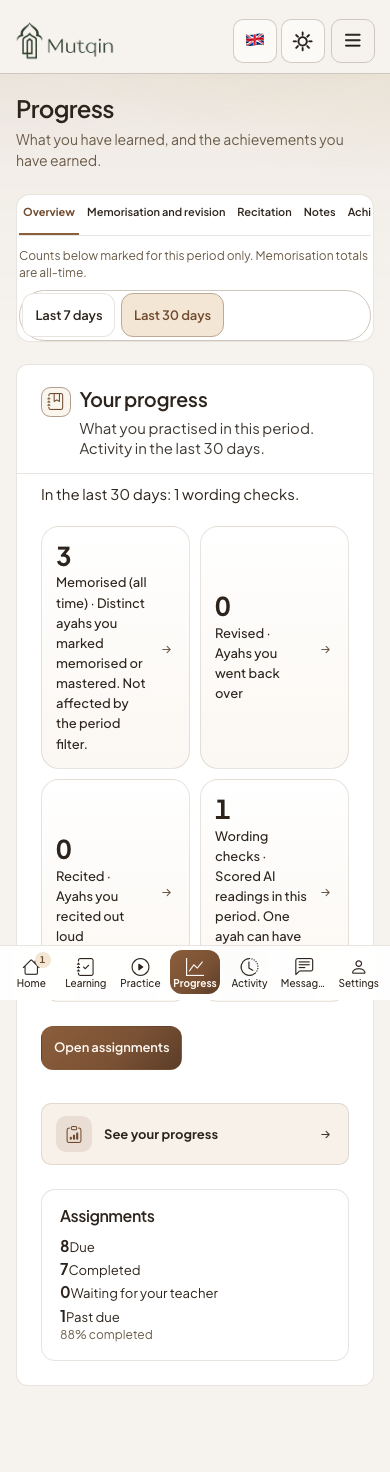 Mutqin
Progress
What you have learned, and the achievements you
have earned.
Overview Memorisation and revision Recitation Notes Achi
Counts below marked for this period only. Memorisation totals
are all-time.
Last 7 days Last 30 days
Your progress
What you practised in this period.
Activity in the last 30 days.
In the last 30 days: 1 wording checks.
3
Memorised (all
time) · Distinct
ayahs you
marked
memorised or
mastered. Not
affected by
the period
filter.
→
0
Revised ·
Ayahs you
went back
over
→
0
Recited ·
Ayahs you
recited out
loud
→
1
Wording
checks ·
Scored AI
readings in this
period. One
ayah can have
→
1
Home Learning Practice Progress Activity Messag… Settings
Open assignments
See your progress →
Assignments
8Due
7Completed
0Waiting for your teacher
1Past due
88% completed